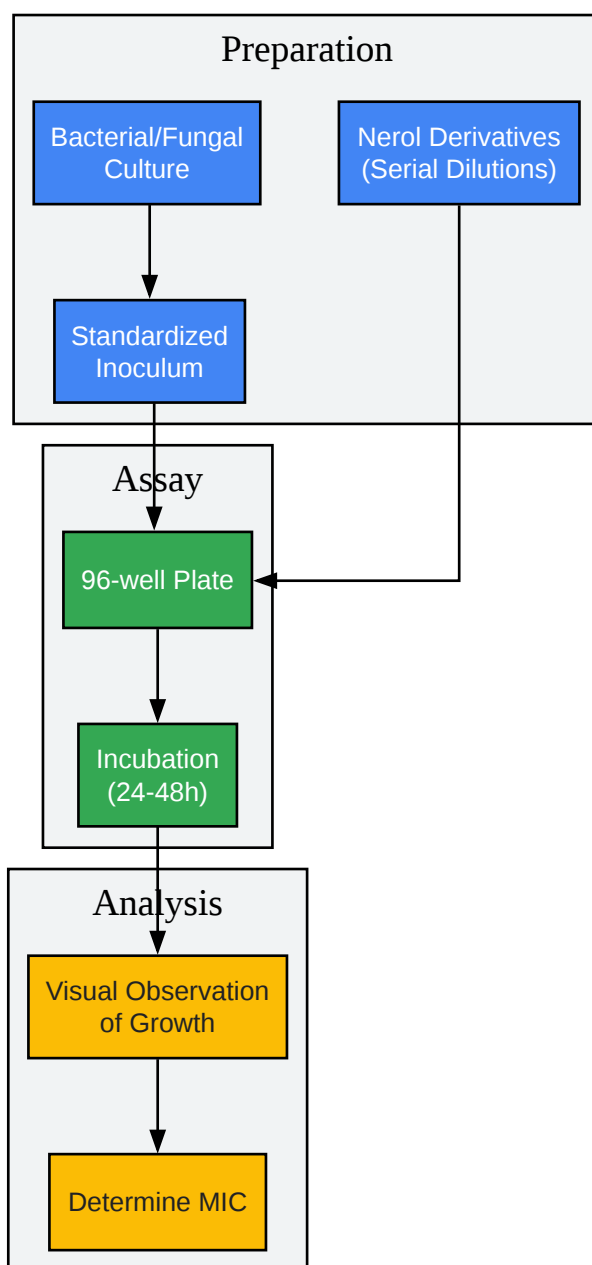 Preparation
Bacterial/Fungal
Culture
Nerol Derivatives
(Serial Dilutions)
Standardized
Inoculum
Assay
96-well Plate
Incubation
(24-48h)
Analysis
Visual Observation
of Growth
Determine MIC